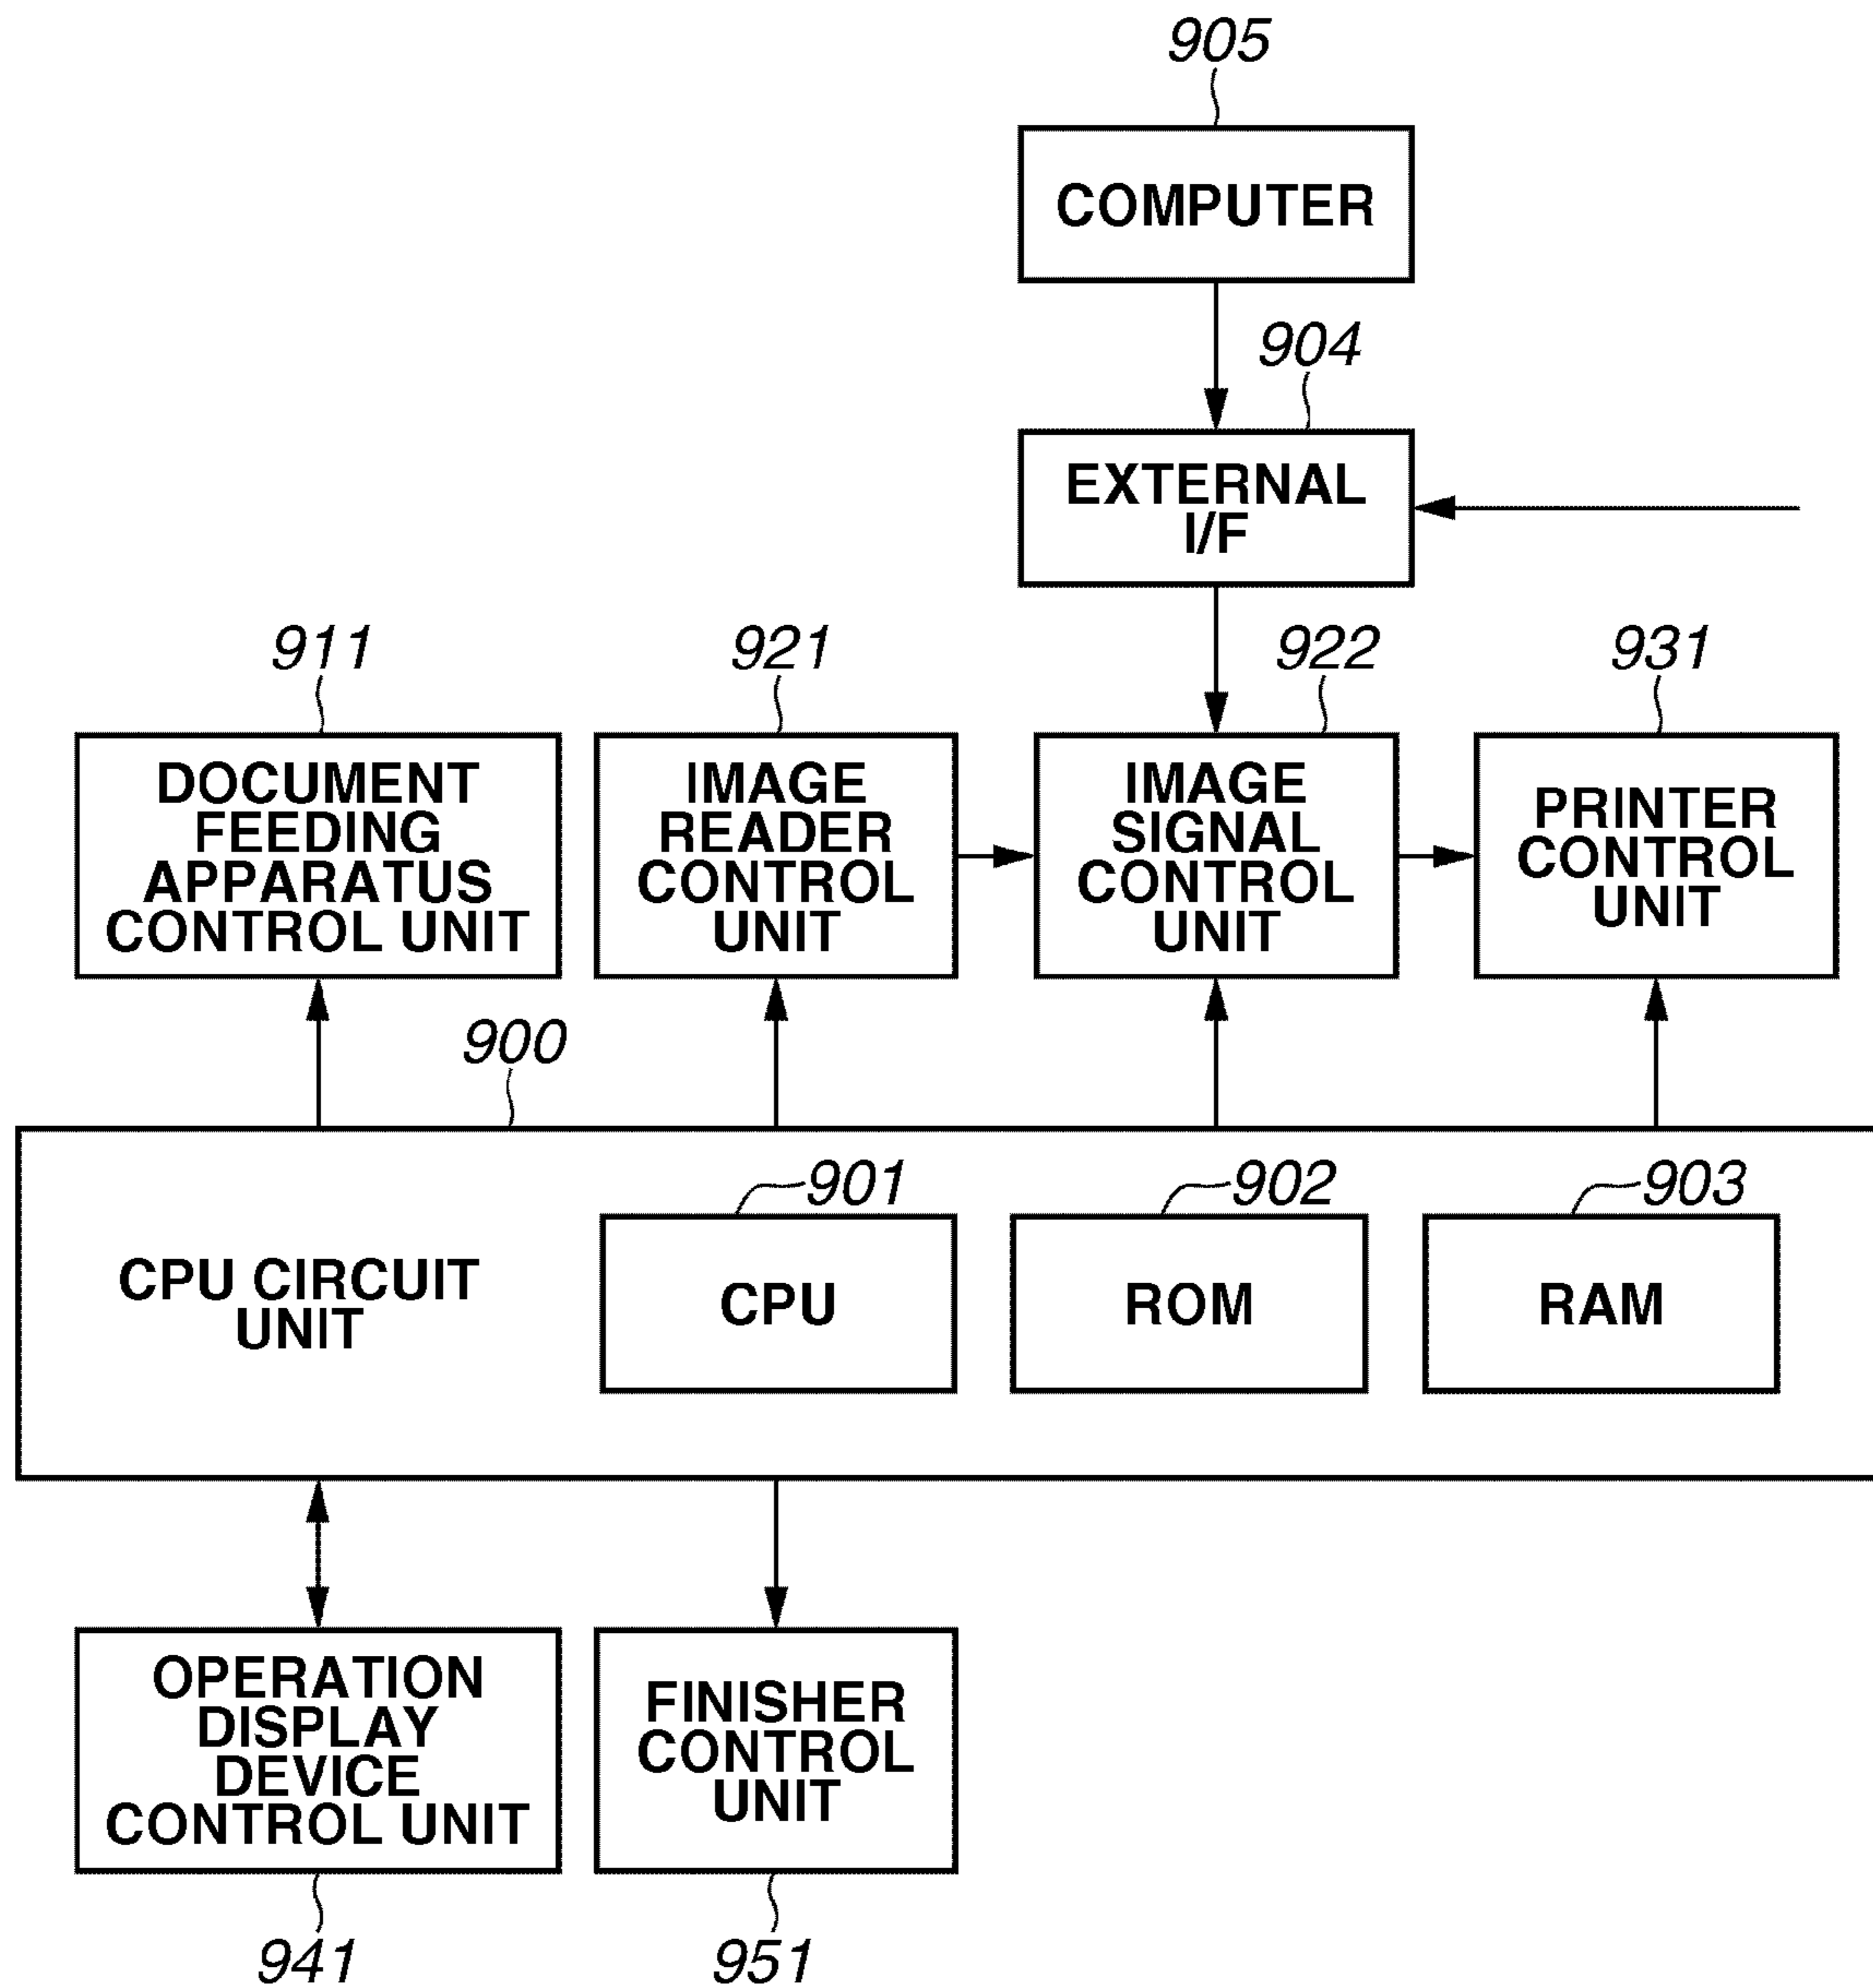 905
COMPUTER
904
EXTERNAL
I/F
911
921
922
931
DOCUMENT
FEEDING
APPARATUS
CONTROL UNIT
IMAGE
READER
CONTROL
UNIT
IMAGE
SIGNAL
CONTROL
UNIT
PRINTER
CONTROL
UNIT
900
CPU CIRCUIT
UNIT
901
CPU
902
ROM
903
RAM
OPERATION
DISPLAY
DEVICE
CONTROL UNIT
FINISHER
CONTROL
UNIT
941
951